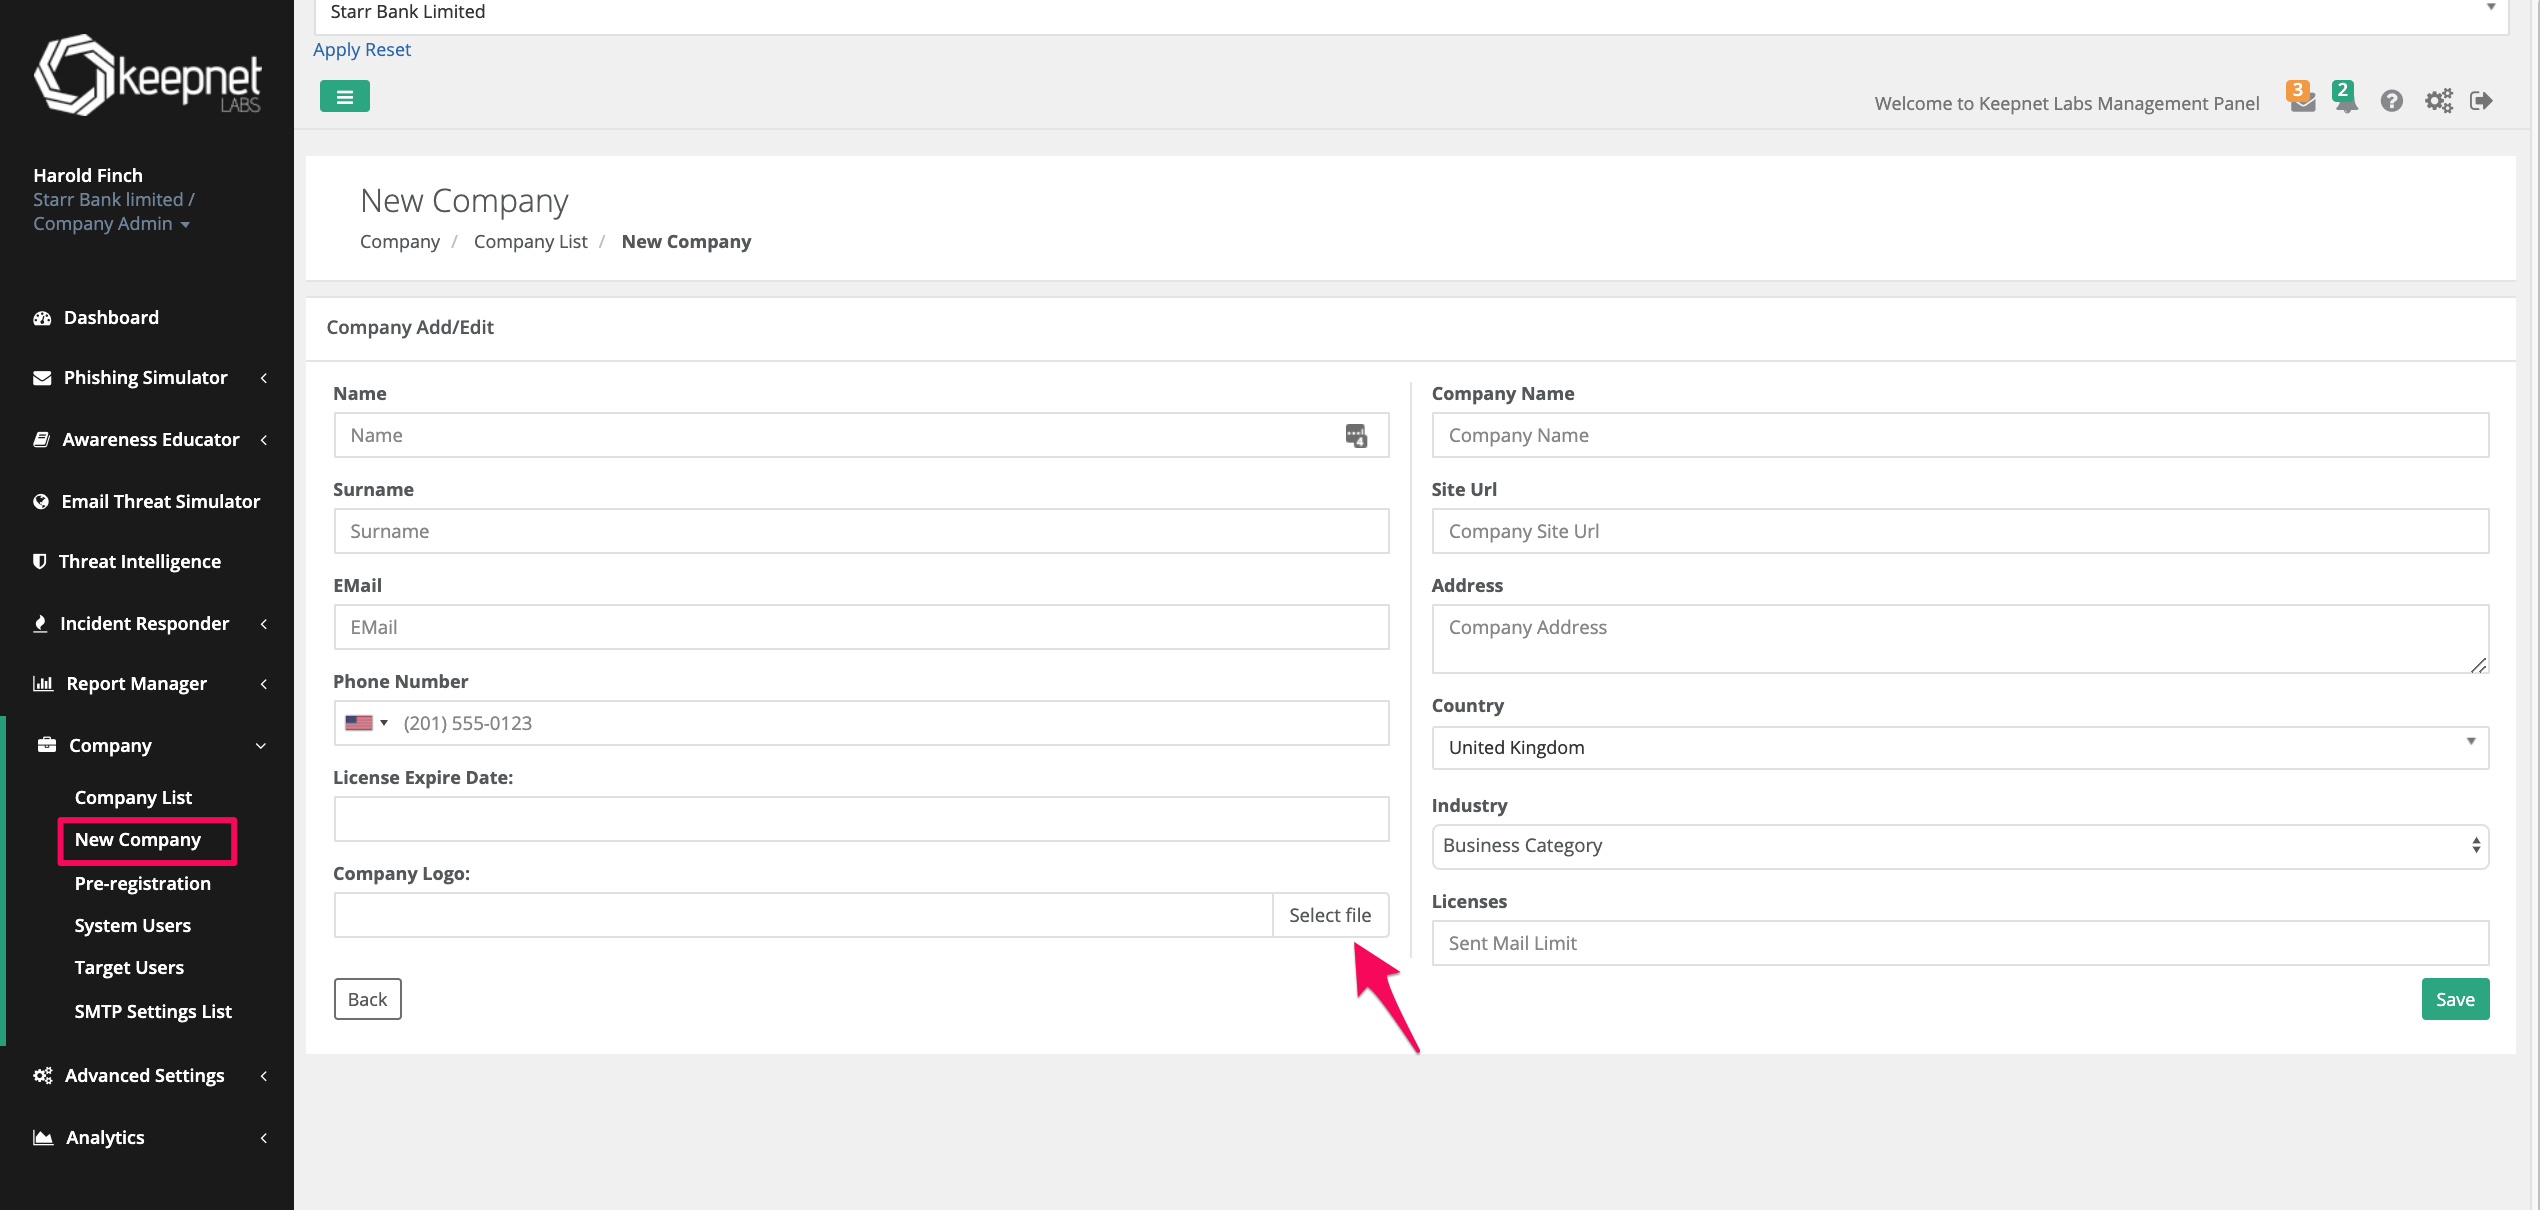 keepnet
LABS
Harold Finch
Starr Bank limited /
Company Admin
Dashboard
Phishing Simulator
Awareness Educator
Email Threat Simulator
Threat Intelligence
Incident Responder
Report Manager
Company
Company List
New Company
Pre-registration
System Users
Target Users
SMTP Settings List
Advanced Settings
Analytics
Starr Bank Limited
Apply Reset
Welcome to Keepnet Labs Management Panel
3
2
New Company
Company / Company List / New Company
Company Add/Edit
Name
Name
4
Surname
Surname
EMail
EMail
Phone Number
(201) 555-0123
License Expire Date:
Company Logo:
Select file
Back
Company Name
Company Name
Site Url
Company Site Url
Address
Company Address
Country
United Kingdom
Industry
Business Category
Licenses
Sent Mail Limit
Save